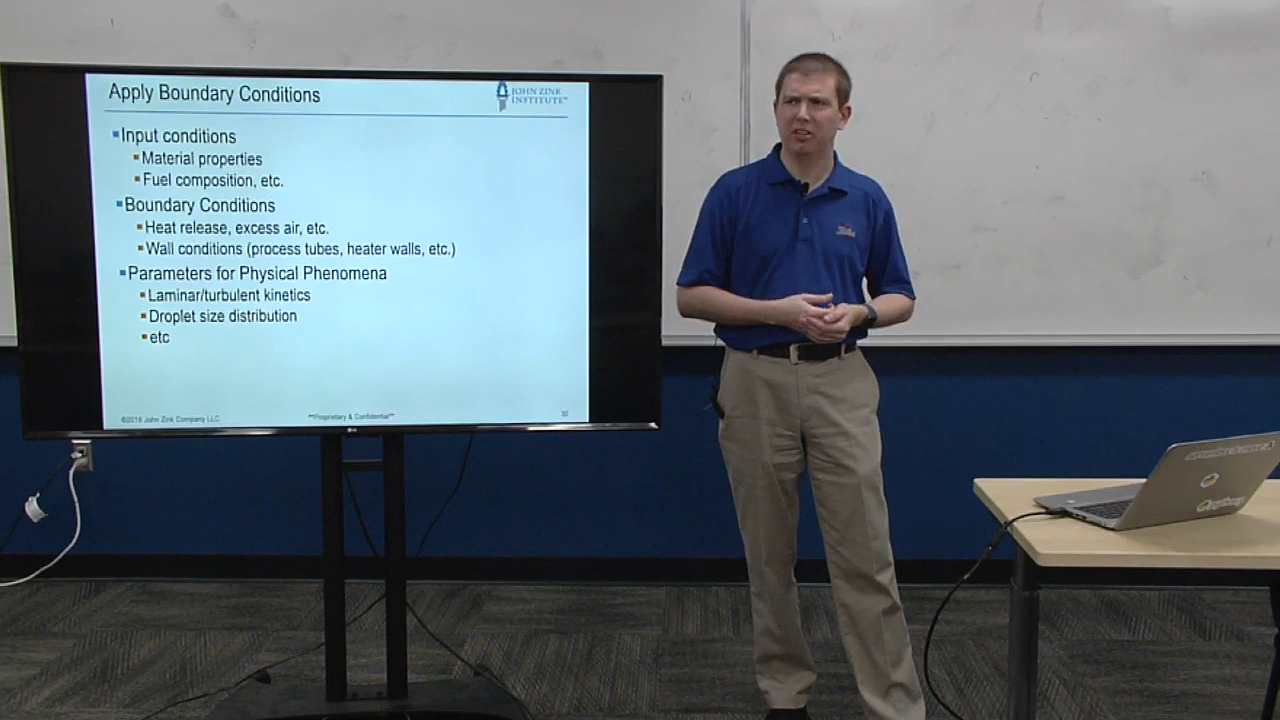 Apply Boundary Conditions
JOHN ZINK
INSTITUTE
Input conditions
Material properties
Fuel composition, etc.
Boundary Conditions
Heat release, excess air, etc.
Wall conditions (process tubes, heater walls, etc.)
Parameters for Physical Phenomena
Laminar/turbulent kinetics
Droplet size distribution
etc
©2016 John Zink Company LLC
**Proprietary & Confidential**
30
LG